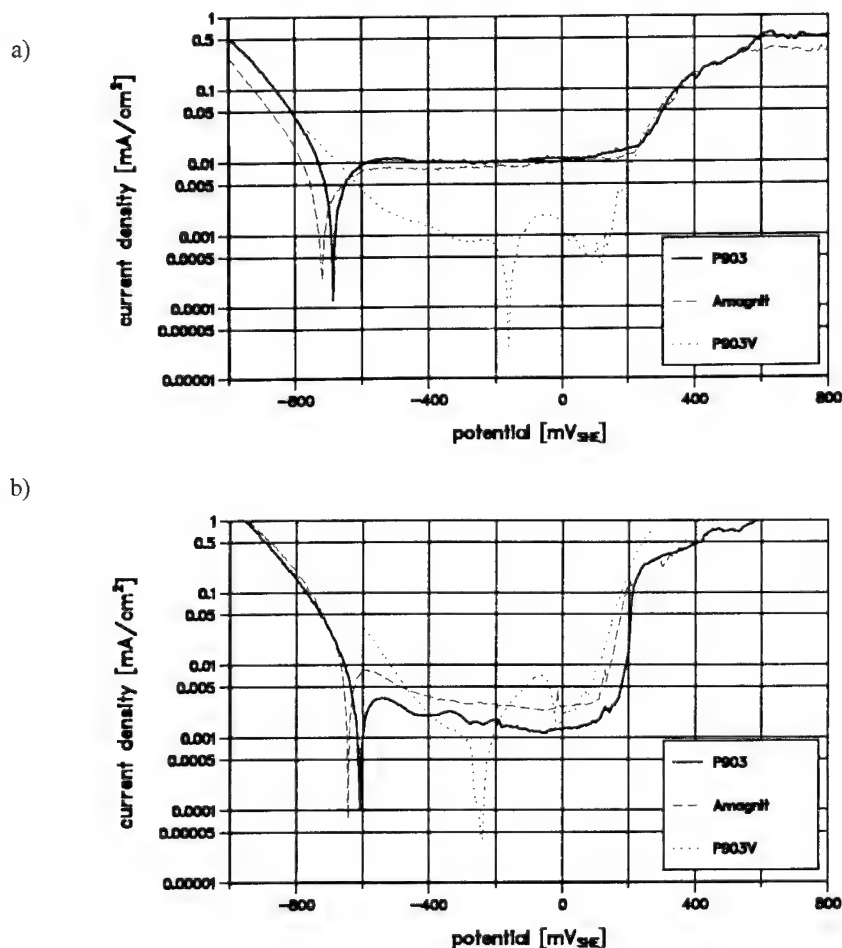 a)
1
0.5
0.1
0.05
0.01
0.005
0.001
0.0005
0.0001
0.00005
0.00001
current density [mA/cm²]
-800
-400
0
400
800
potential [mV_SHE]
P903
Amagnit
P903V
b)
1
0.5
0.1
0.05
0.01
0.005
0.001
0.0005
0.0001
0.00005
0.00001
current density [mA/cm²]
-800
-400
0
400
800
potential [mV_SHE]
P903
Amagnit
P903V